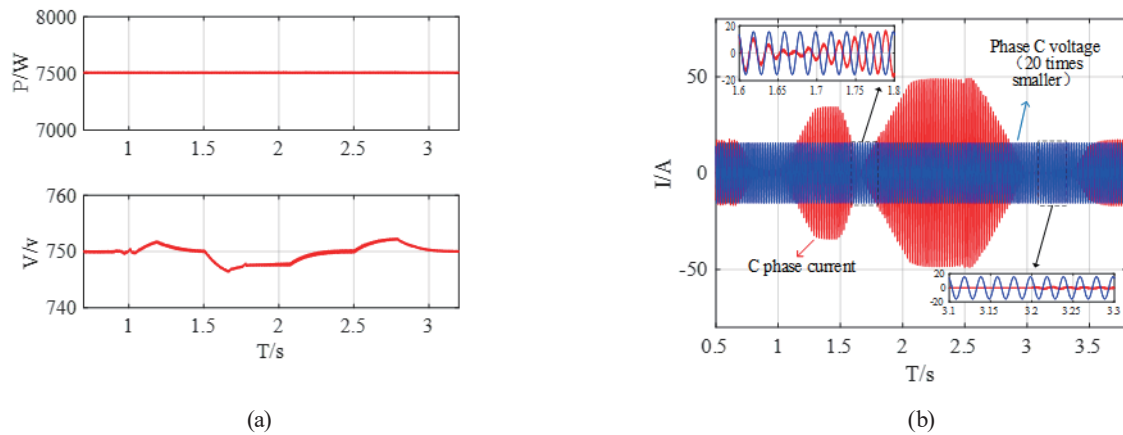 8000
7500
7000
P/W
1 1.5 2 2.5 3
760
750
740
V/v
1 1.5 2 2.5 3
T/s
(a)
20
0
-20
1.6 1.65 1.7 1.75 1.8
Phase C voltage
（20 times
smaller）
50
0
-50
I/A
C phase current
20
0
-20
3.1 3.15 3.2 3.25 3.3
0.5 1 1.5 2 2.5 3 3.5
T/s
(b)